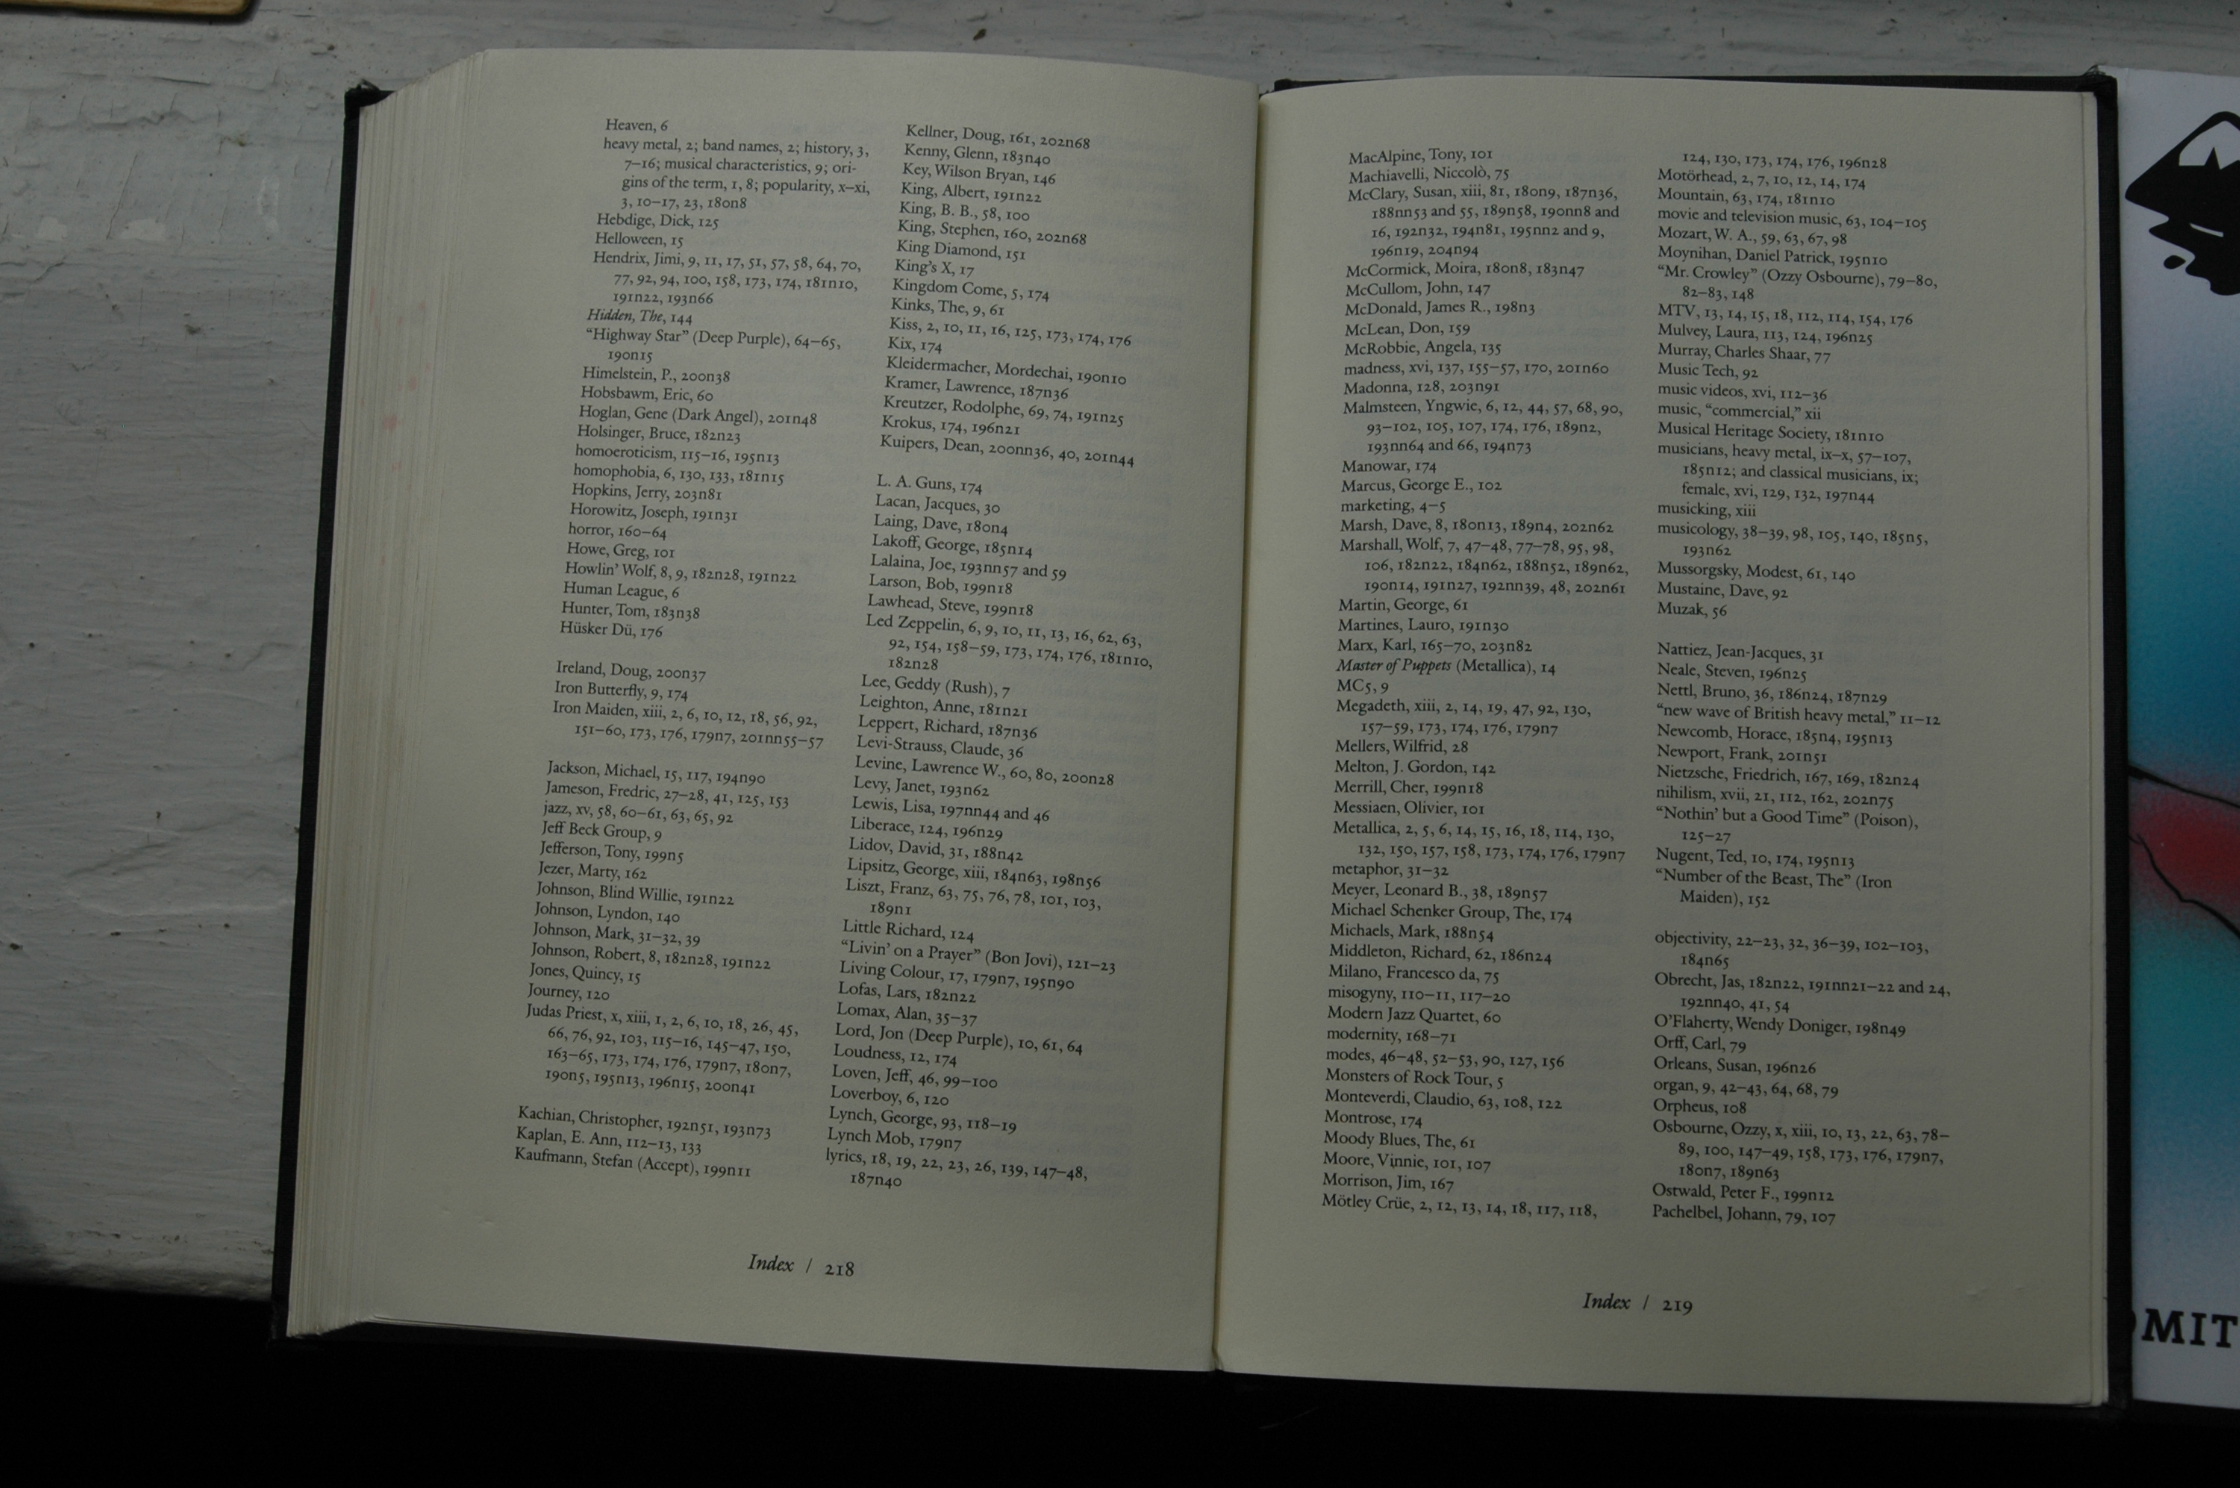 Heaven, 6
heavy metal, 2; band names, 2; history, 3,
7–16; musical characteristics, 9; ori-
gins of the term, 1, 8; popularity, x–xi,
3, 10–17, 23, 180n8
Hebdige, Dick, 125
Helloween, 15
Hendrix, Jimi, 9, 11, 17, 51, 57, 58, 64, 70,
77, 92, 94, 100, 158, 173, 174, 181n10,
191n22, 193n66
Hidden, The, 144
“Highway Star” (Deep Purple), 64–65,
190n15
Himelstein, P., 200n38
Hobsbawm, Eric, 60
Hoglan, Gene (Dark Angel), 201n48
Holsinger, Bruce, 182n23
homoeroticism, 115–16, 195n13
homophobia, 6, 130, 133, 181n15
Hopkins, Jerry, 203n81
Horowitz, Joseph, 191n31
horror, 160–64
Howe, Greg, 101
Howlin’ Wolf, 8, 9, 182n28, 191n22
Human League, 6
Hunter, Tom, 183n38
Hüsker Dü, 176
Ireland, Doug, 200n37
Iron Butterfly, 9, 174
Iron Maiden, xiii, 2, 6, 10, 12, 18, 56, 92,
151–60, 173, 176, 179n7, 201nn55–57
Jackson, Michael, 15, 117, 194n90
Jameson, Fredric, 27–28, 41, 125, 153
jazz, xv, 58, 60–61, 63, 65, 92
Jeff Beck Group, 9
Jefferson, Tony, 199n5
Jezer, Marty, 162
Johnson, Blind Willie, 191n22
Johnson, Lyndon, 140
Johnson, Mark, 31–32, 39
Johnson, Robert, 8, 182n28, 191n22
Jones, Quincy, 15
Journey, 120
Judas Priest, x, xiii, 1, 2, 6, 10, 18, 26, 45,
66, 76, 92, 103, 115–16, 145–47, 150,
163–65, 173, 174, 176, 179n7, 180n7,
190n5, 195n13, 196n15, 200n41
Kachian, Christopher, 192n51, 193n73
Kaplan, E. Ann, 112–13, 133
Kaufmann, Stefan (Accept), 199n11
Kellner, Doug, 161, 202n68
Kenny, Glenn, 183n40
Key, Wilson Bryan, 146
King, Albert, 191n22
King, B. B., 58, 100
King, Stephen, 160, 202n68
King Diamond, 151
King’s X, 17
Kingdom Come, 5, 174
Kinks, The, 9, 61
Kiss, 2, 10, 11, 16, 125, 173, 174, 176
Kix, 174
Kleidermacher, Mordechai, 190n10
Kramer, Lawrence, 187n36
Kreutzer, Rodolphe, 69, 74, 191n25
Krokus, 174, 196n21
Kuipers, Dean, 200nn36, 40, 201n44
L. A. Guns, 174
Lacan, Jacques, 30
Laing, Dave, 180n4
Lakoff, George, 185n14
Lalaina, Joe, 193nn57 and 59
Larson, Bob, 199n18
Lawhead, Steve, 199n18
Led Zeppelin, 6, 9, 10, 11, 13, 16, 62, 63,
92, 154, 158–59, 173, 174, 176, 181n10,
182n28
Lee, Geddy (Rush), 7
Leighton, Anne, 181n21
Leppert, Richard, 187n36
Levi-Strauss, Claude, 36
Levine, Lawrence W., 60, 80, 200n28
Levy, Janet, 193n62
Lewis, Lisa, 197nn44 and 46
Liberace, 124, 196n29
Lidov, David, 31, 188n42
Lipsitz, George, xiii, 184n63, 198n56
Liszt, Franz, 63, 75, 76, 78, 101, 103,
189n1
Little Richard, 124
“Livin’ on a Prayer” (Bon Jovi), 121–23
Living Colour, 17, 179n7, 195n90
Lofas, Lars, 182n22
Lomax, Alan, 35–37
Lord, Jon (Deep Purple), 10, 61, 64
Loudness, 12, 174
Loven, Jeff, 46, 99–100
Loverboy, 6, 120
Lynch, George, 93, 118–19
Lynch Mob, 179n7
lyrics, 18, 19, 22, 23, 26, 139, 147–48,
187n40
Index / 218
MacAlpine, Tony, 101
Machiavelli, Niccolò, 75
McClary, Susan, xiii, 81, 180n9, 187n36,
188nn53 and 55, 189n58, 190nn8 and
16, 192n32, 194n81, 195nn2 and 9,
196n19, 204n94
McCormick, Moira, 180n8, 183n47
McCullom, John, 147
McDonald, James R., 198n3
McLean, Don, 159
McRobbie, Angela, 135
madness, xvi, 137, 155–57, 170, 201n60
Madonna, 128, 203n91
Malmsteen, Yngwie, 6, 12, 44, 57, 68, 90,
93–102, 105, 107, 174, 176, 189n2,
193nn64 and 66, 194n73
Manowar, 174
Marcus, George E., 102
marketing, 4–5
Marsh, Dave, 8, 180n13, 189n4, 202n62
Marshall, Wolf, 7, 47–48, 77–78, 95, 98,
106, 182n22, 184n62, 188n52, 189n62,
190n14, 191n27, 192nn39, 48, 202n61
Martin, George, 61
Martines, Lauro, 191n30
Marx, Karl, 165–70, 203n82
Master of Puppets (Metallica), 14
MC5, 9
Megadeth, xiii, 2, 14, 19, 47, 92, 130,
157–59, 173, 174, 176, 179n7
Mellers, Wilfrid, 28
Melton, J. Gordon, 142
Merrill, Cher, 199n18
Messiaen, Olivier, 101
Metallica, 2, 5, 6, 14, 15, 16, 18, 114, 130,
132, 150, 157, 158, 173, 174, 176, 179n7
metaphor, 31–32
Meyer, Leonard B., 38, 189n57
Michael Schenker Group, The, 174
Michaels, Mark, 188n54
Middleton, Richard, 62, 186n24
Milano, Francesco da, 75
misogyny, 110–11, 117–20
Modern Jazz Quartet, 60
modernity, 168–71
modes, 46–48, 52–53, 90, 127, 156
Monsters of Rock Tour, 5
Monteverdi, Claudio, 63, 108, 122
Montrose, 174
Moody Blues, The, 61
Moore, Vinnie, 101, 107
Morrison, Jim, 167
Mötley Crüe, 2, 12, 13, 14, 18, 117, 118,
124, 130, 173, 174, 176, 196n28
Motörhead, 2, 7, 10, 12, 14, 174
Mountain, 63, 174, 181n10
movie and television music, 63, 104–105
Mozart, W. A., 59, 63, 67, 98
Moynihan, Daniel Patrick, 195n10
“Mr. Crowley” (Ozzy Osbourne), 79–80,
82–83, 148
MTV, 13, 14, 15, 18, 112, 114, 154, 176
Mulvey, Laura, 113, 124, 196n25
Murray, Charles Shaar, 77
Music Tech, 92
music videos, xvi, 112–36
music, “commercial,” xii
Musical Heritage Society, 181n10
musicians, heavy metal, ix–x, 57–107,
185n12; and classical musicians, ix;
female, xvi, 129, 132, 197n44
musicking, xiii
musicology, 38–39, 98, 105, 140, 185n5,
193n62
Mussorgsky, Modest, 61, 140
Mustaine, Dave, 92
Muzak, 56
Nattiez, Jean-Jacques, 31
Neale, Steven, 196n25
Nettl, Bruno, 36, 186n24, 187n29
“new wave of British heavy metal,” 11–12
Newcomb, Horace, 185n4, 195n13
Newport, Frank, 201n51
Nietzsche, Friedrich, 167, 169, 182n24
nihilism, xvii, 21, 112, 162, 202n75
“Nothin’ but a Good Time” (Poison),
125–27
Nugent, Ted, 10, 174, 195n13
“Number of the Beast, The” (Iron
Maiden), 152
objectivity, 22–23, 32, 36–39, 102–103,
184n65
Obrecht, Jas, 182n22, 191nn21–22 and 24,
192nn40, 41, 54
O’Flaherty, Wendy Doniger, 198n49
Orff, Carl, 79
Orleans, Susan, 196n26
organ, 9, 42–43, 64, 68, 79
Orpheus, 108
Osbourne, Ozzy, x, xiii, 10, 13, 22, 63, 78–
89, 100, 147–49, 158, 173, 176, 179n7,
180n7, 189n63
Ostwald, Peter F., 199n12
Pachelbel, Johann, 79, 107
Index / 219
OMIT